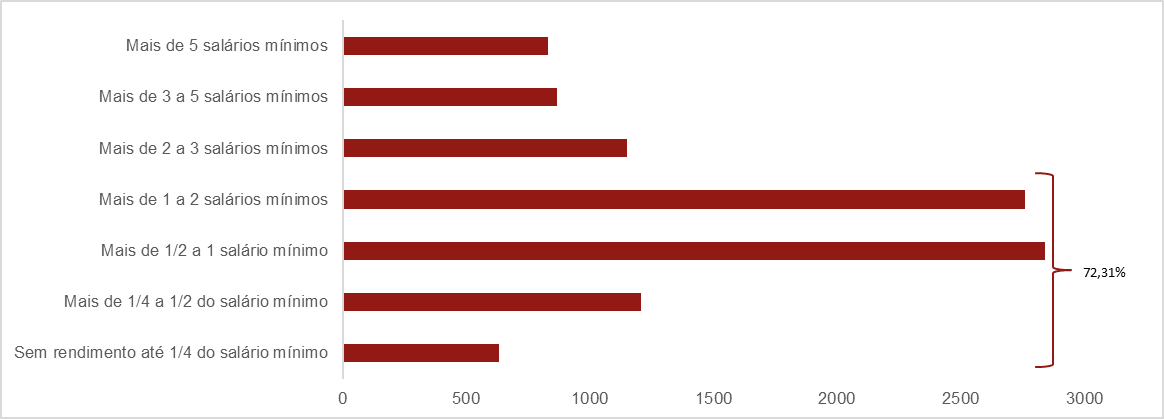 Mais de 5 salários mínimos
Mais de 3 a 5 salários mínimos
Mais de 2 a 3 salários mínimos
Mais de 1 a 2 salários mínimos
Mais de 1/2 a 1 salário mínimo
72,31%
Mais de 1/4 a 1/2 do salário mínimo
Sem rendimento até 1/4 do salário mínimo
0 500 1000 1500 2000 2500 3000